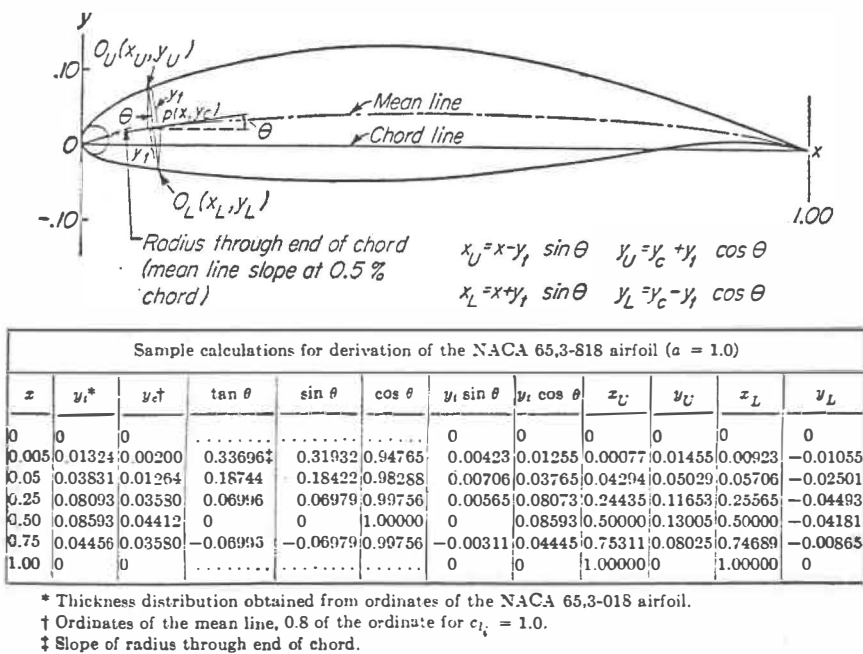 y
O_U(x_U,y_U)
.10
y_t
θ
p(x,y_c)
Mean line
θ
0
Chord line
x
y_t
O_L(x_L,y_L)
-.10
1.00
Radius through end of chord
(mean line slope at 0.5 %
chord)
x_U=x-y_t sin θ y_U=y_c+y_t cos θ
x_L=x+y_t sin θ y_L=y_c-y_t cos θ
Sample calculations for derivation of the NACA 65,3-818 airfoil (a = 1.0)
x y_t* y_c† tan θ sin θ cos θ y_t sin θ y_t cos θ x_U y_U x_L y_L
0 0 0 ........ ........ ...... 0 0 0 0 0 0
0.005 0.01324 0.00200 0.33696‡ 0.31932 0.94765 0.00423 0.01255 0.00077 0.01455 0.00923 −0.01055
0.05 0.03831 0.01264 0.18744 0.18422 0.98288 0.00706 0.03765 0.04294 0.05029 0.05706 −0.02501
0.25 0.08093 0.03580 0.06996 0.06979 0.99756 0.00565 0.08073 0.24435 0.11653 0.25565 −0.04493
0.50 0.08593 0.04412 0 0 1.00000 0 0.08593 0.50000 0.13005 0.50000 −0.04181
0.75 0.04456 0.03580 −0.06996 −0.06979 0.99756 −0.00311 0.04445 0.75311 0.08025 0.74689 −0.00865
1.00 0 0 ........ ........ ...... 0 0 1.00000 0 1.00000 0
* Thickness distribution obtained from ordinates of the NACA 65,3-018 airfoil.
† Ordinates of the mean line, 0.8 of the ordinate for c_{l_i} = 1.0.
‡ Slope of radius through end of chord.